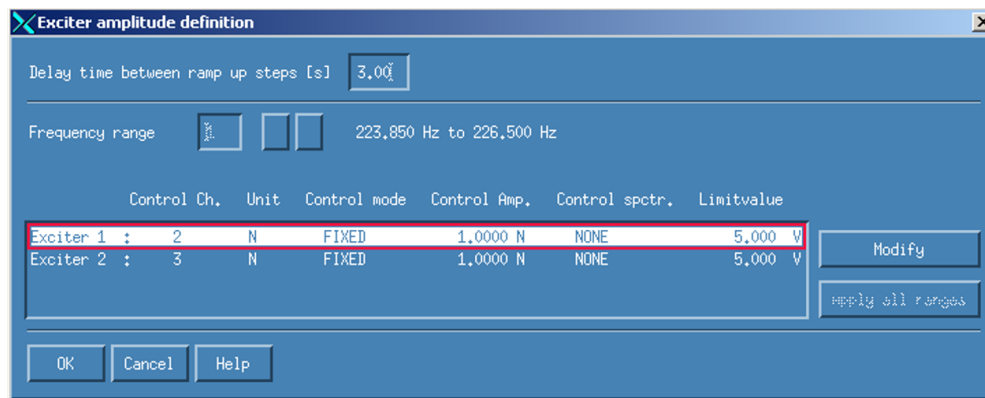 Exciter amplitude definition
Delay time between ramp up steps [s] 3.00
Frequency range 1 223.850 Hz to 226.500 Hz
Control Ch. Unit Control mode Control Amp. Control spctr. Limitvalue
Exciter 1 : 2 N FIXED 1.0000 N NONE 5.000 V
Exciter 2 : 3 N FIXED 1.0000 N NONE 5.000 V
Modify
Apply all ranges
OK Cancel Help